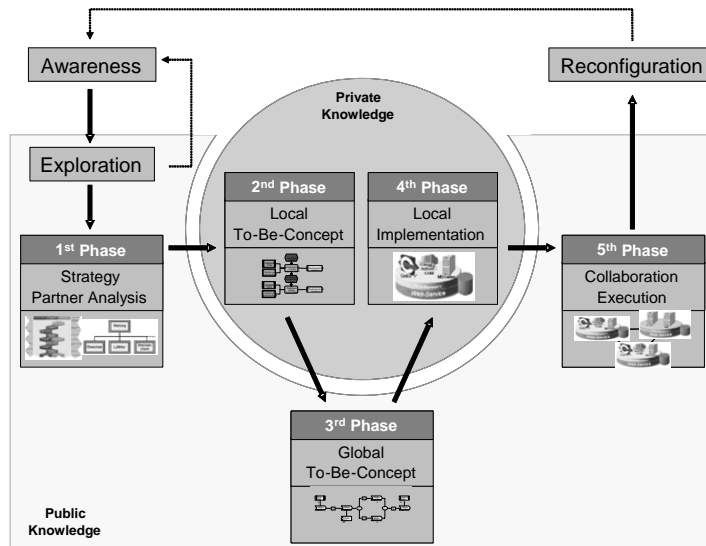 Awareness
Reconfiguration
Private
Knowledge
Exploration
2nd Phase
Local
To-Be-Concept
4th Phase
Local
Implementation
1st Phase
Strategy
Partner Analysis
5th Phase
Collaboration
Execution
3rd Phase
Global
To-Be-Concept
Public
Knowledge